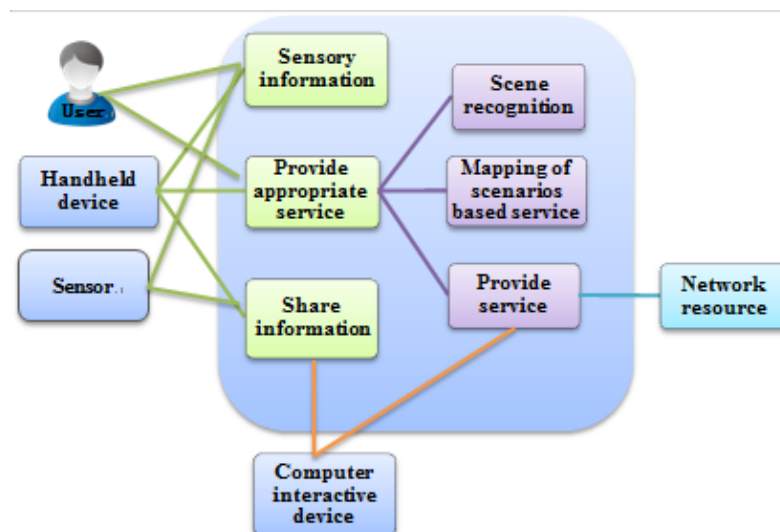 Sensory
information
User
Handheld
device
Sensor
Provide
appropriate
service
Share
information
Scene
recognition
Mapping of
scenarios
based service
Provide
service
Network
resource
Computer
interactive
device